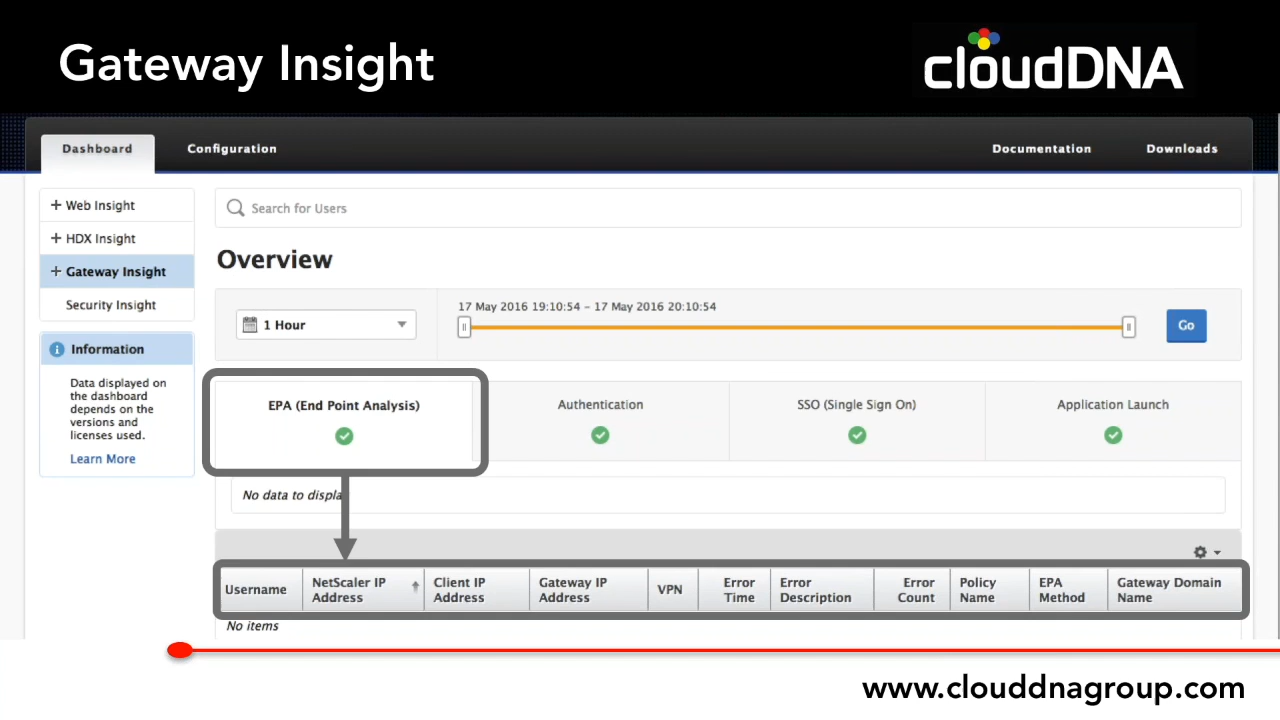 Gateway Insight
cloudDNA
Dashboard
Configuration
Documentation
Downloads
+ Web Insight
+ HDX Insight
+ Gateway Insight
Security Insight
Information
Data displayed on
the dashboard
depends on the
versions and
licenses used.
Learn More
Search for Users
Overview
1 Hour
17 May 2016 19:10:54 - 17 May 2016 20:10:54
Go
EPA (End Point Analysis)
Authentication
SSO (Single Sign On)
Application Launch
No data to displa
Username
NetScaler IP
Address
Client IP
Address
Gateway IP
Address
VPN
Error
Time
Error
Description
Error
Count
Policy
Name
EPA
Method
Gateway Domain
Name
No items
www.clouddnagroup.com